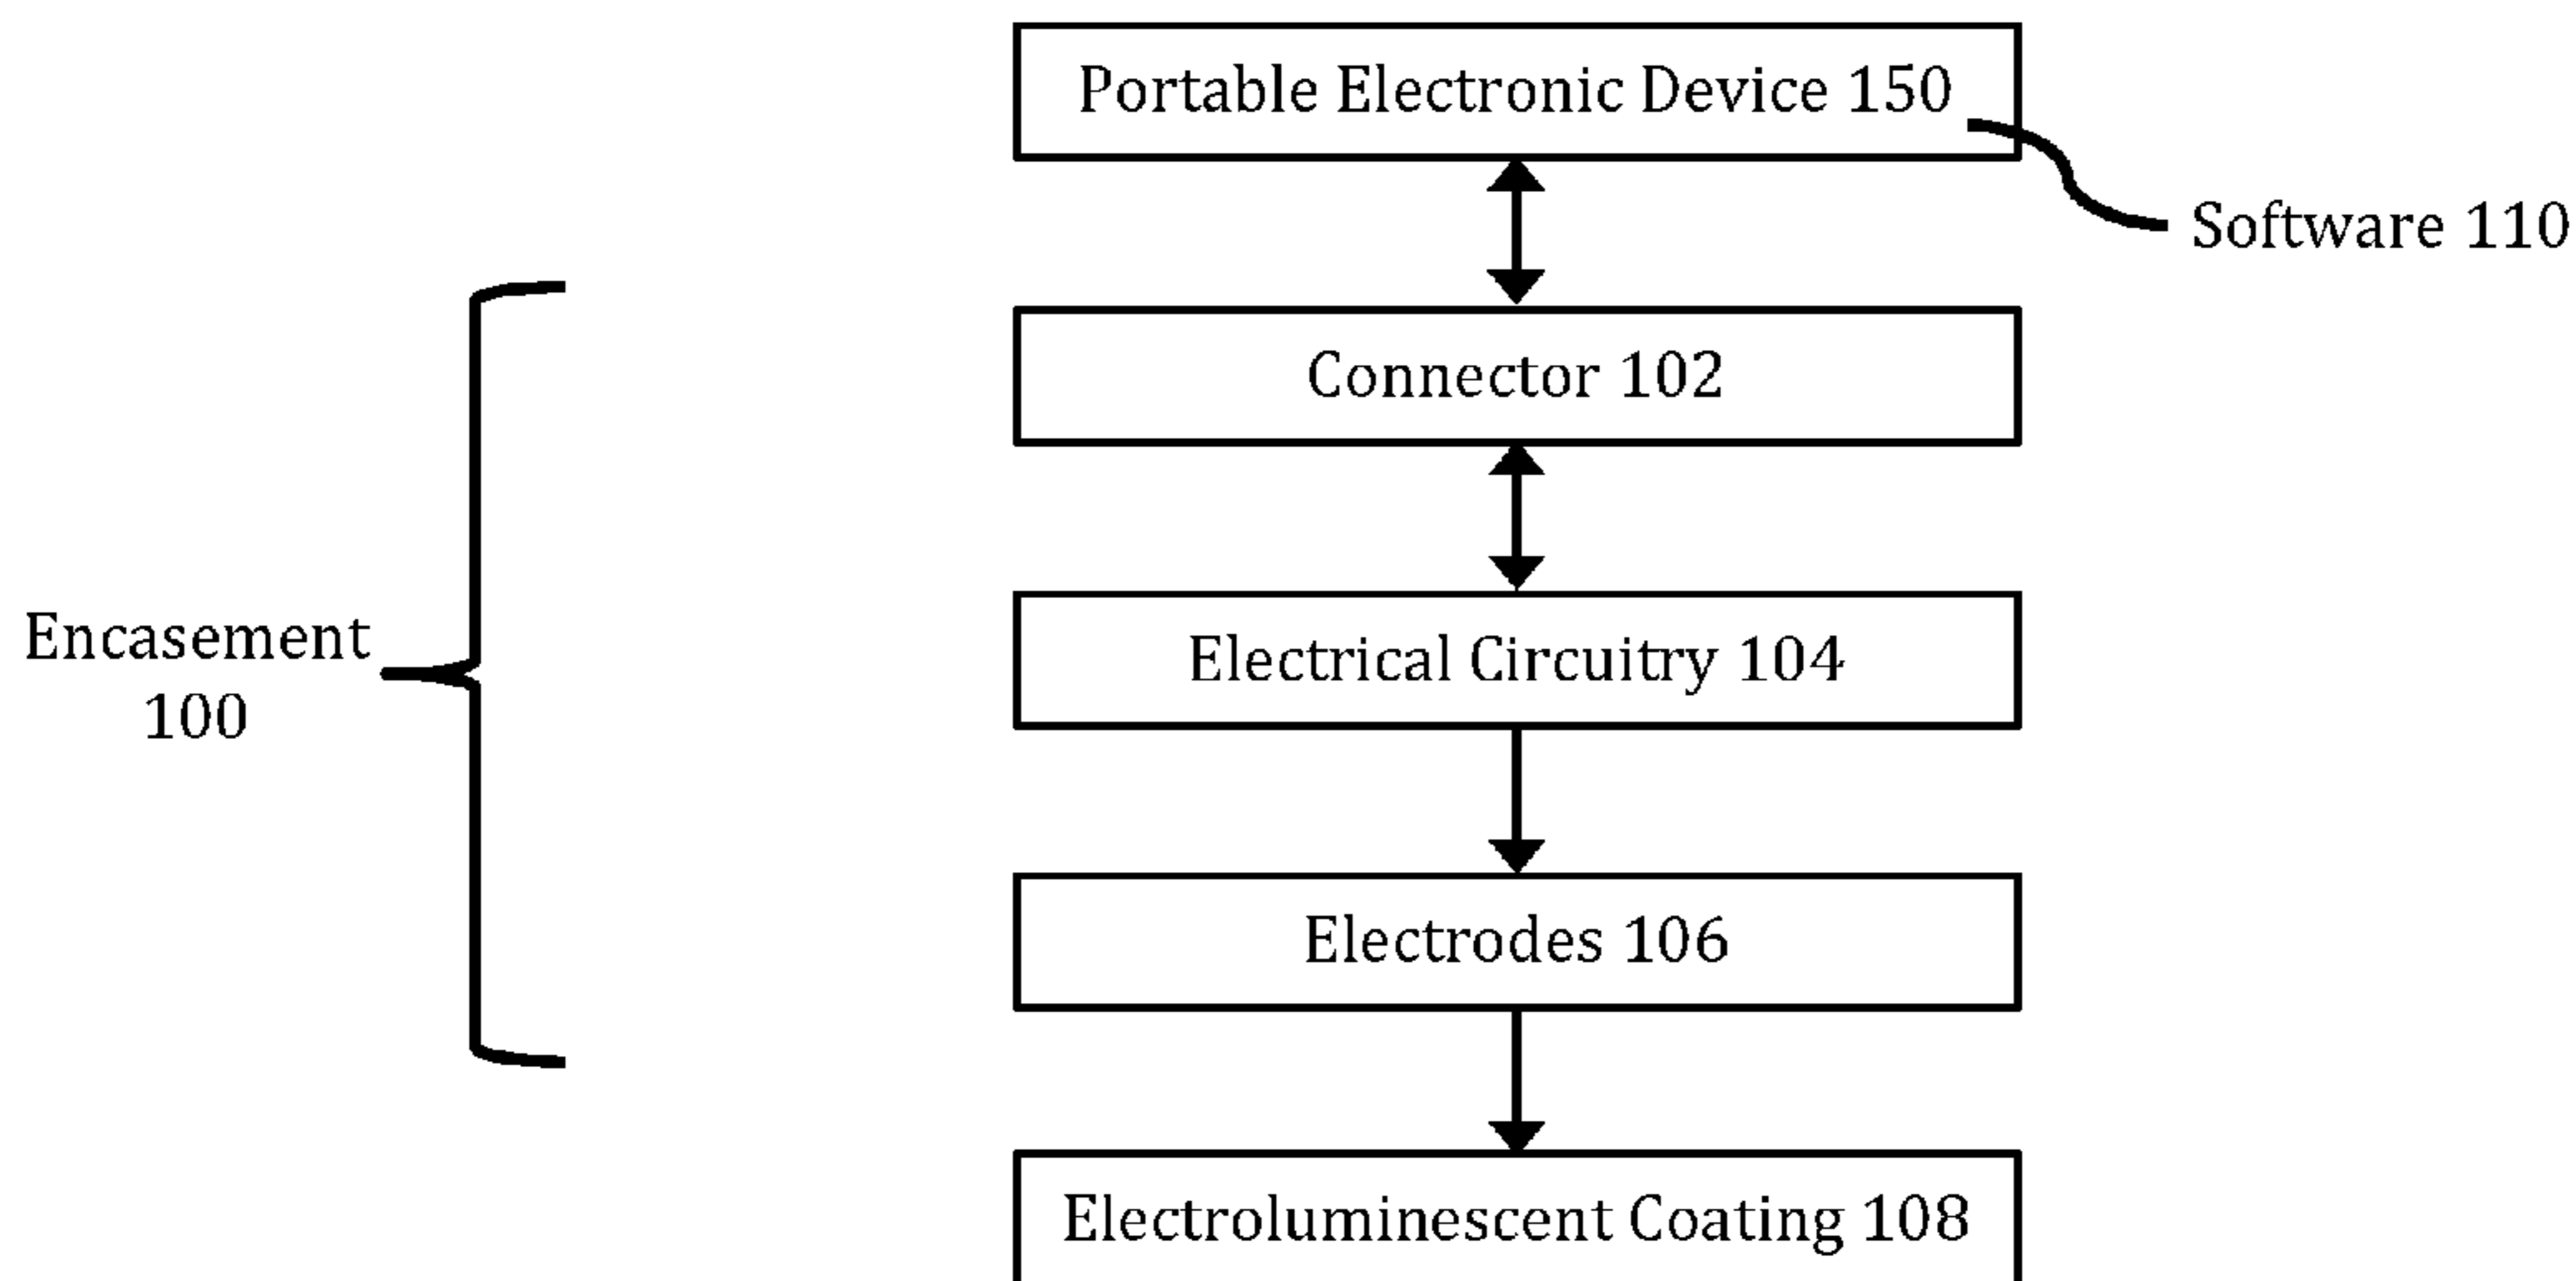 Portable Electronic Device 150
Software 110
Connector 102
Encasement
100
Electrical Circuitry 104
Electrodes 106
Electroluminescent Coating 108